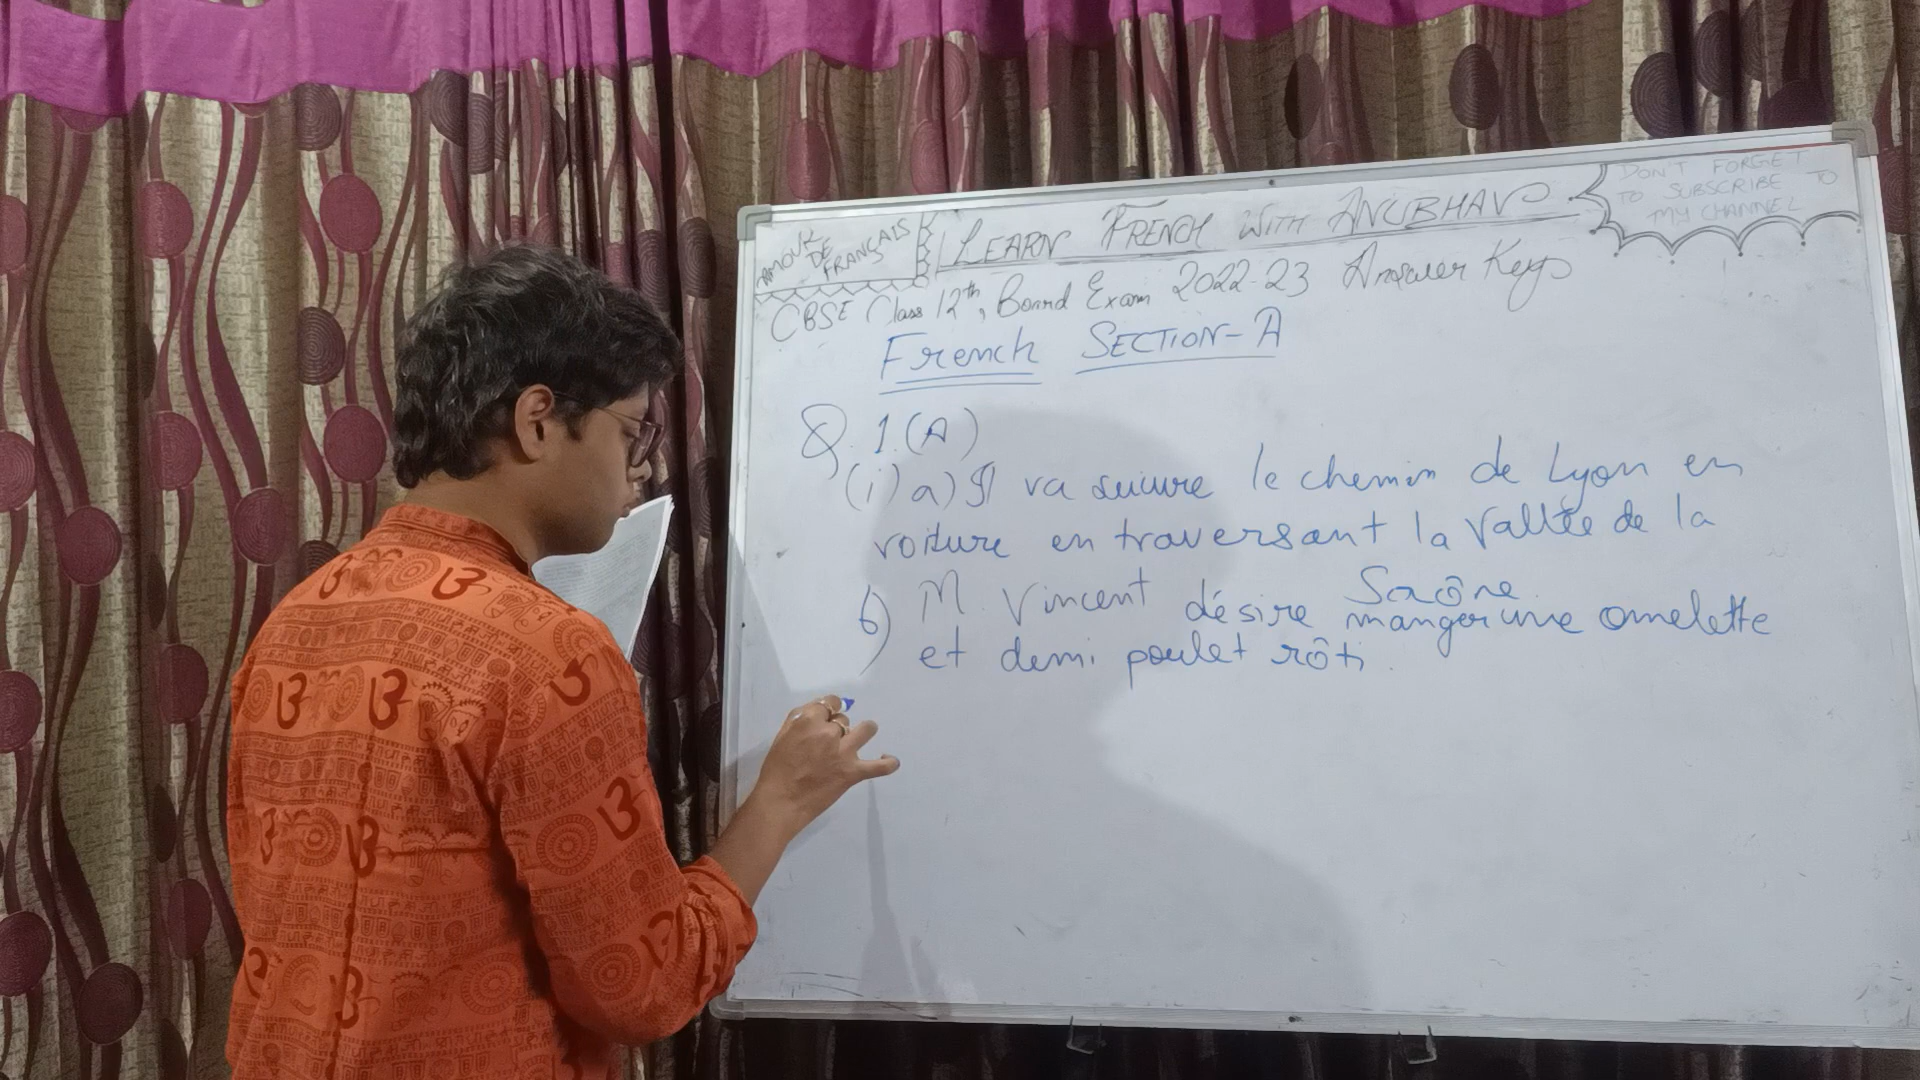 AMOUR DE FRANÇAIS
LEARN FRENCH WITH ANUBHAV
DON'T FORGET
TO SUBSCRIBE TO
MY CHANNEL
CBSE Class 12th, Board Exam 2022-23 Answer Keys
French SECTION-A
Q. 1.(A)
(i) a) Il va suivre le chemin de Lyon en
voiture en traversant la Vallée de la
Saône.
b) M. Vincent désire manger une omelette
et demi poulet rôti.